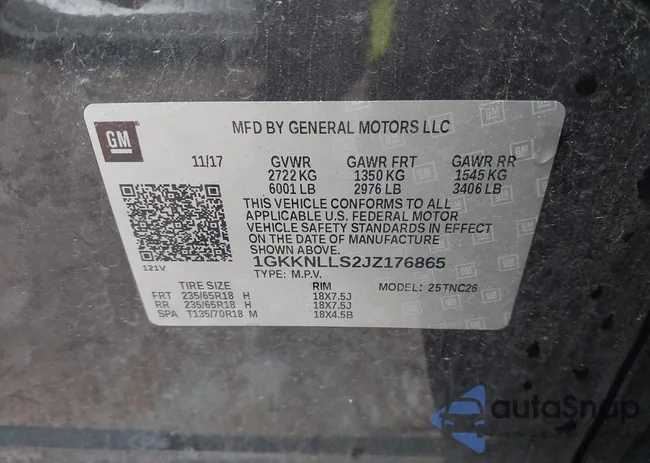 GM
MFD BY GENERAL MOTORS LLC
11/17 GVWR GAWR FRT GAWR RR
2722 KG 1350 KG 1545 KG
6001 LB 2976 LB 3406 LB
THIS VEHICLE CONFORMS TO ALL
APPLICABLE U.S. FEDERAL MOTOR
VEHICLE SAFETY STANDARDS IN EFFECT
ON THE DATE OF MANUFACTURE
SHOWN ABOVE.
1GKKNLLS2JZ176865
121V TYPE: M.P.V.
TIRE SIZE RIM MODEL: 25TNC26
FRT 235/65R18 H 18X7.5J
RR 235/65R18 H 18X7.5J
SPA T135/70R18 M 18X4.5B
autoSnap